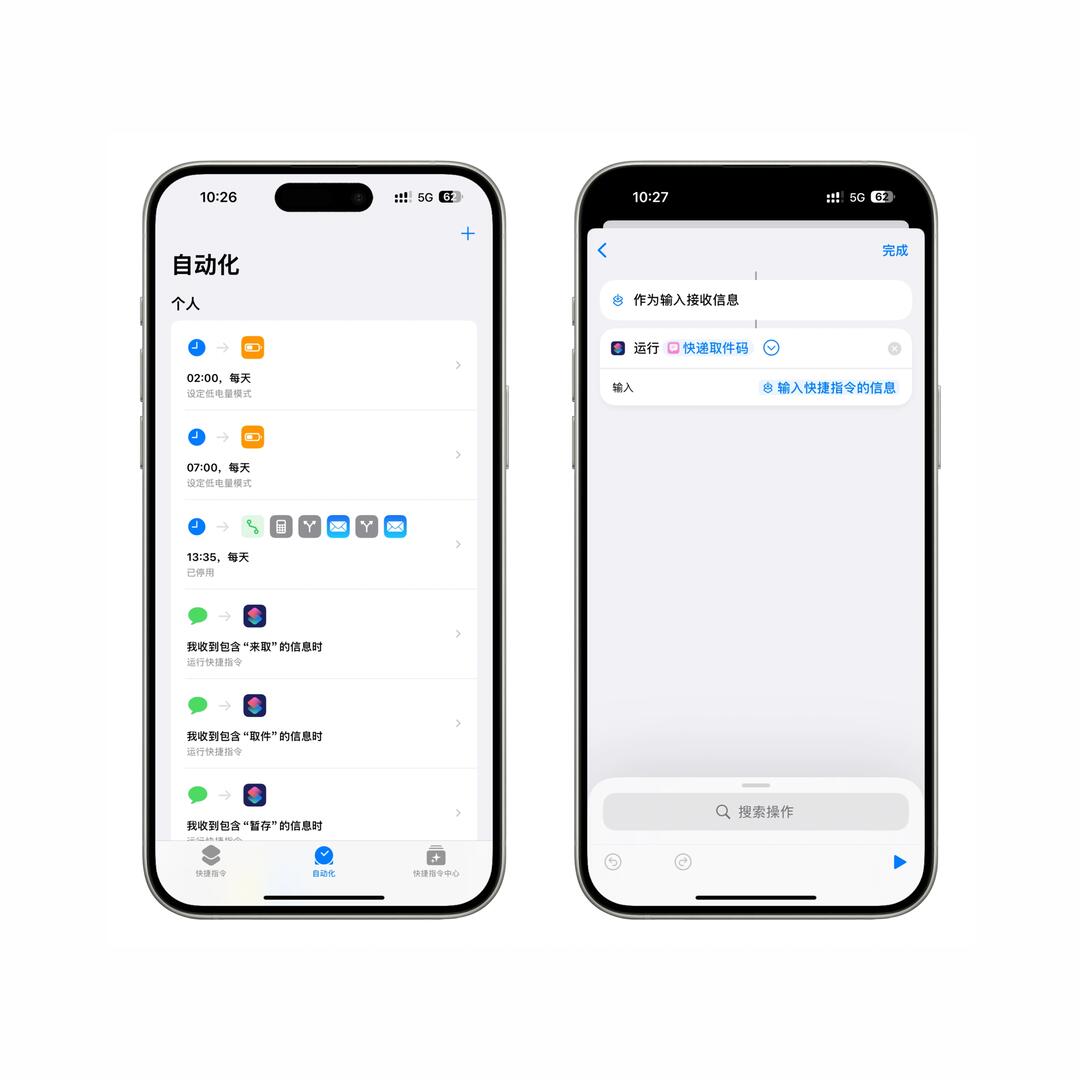 10:26
5G 62
自动化
个人
02:00，每天
设定低电量模式
07:00，每天
设定低电量模式
13:35，每天
已停用
我收到包含“来取”的信息时
运行快捷指令
我收到包含“取件”的信息时
运行快捷指令
我收到包含“暂存”的信息时
运行快捷指令
快捷指令
自动化
快捷指令中心
10:27
5G 62
完成
作为输入接收信息
运行 快递取件码
输入 输入快捷指令的信息
搜索操作